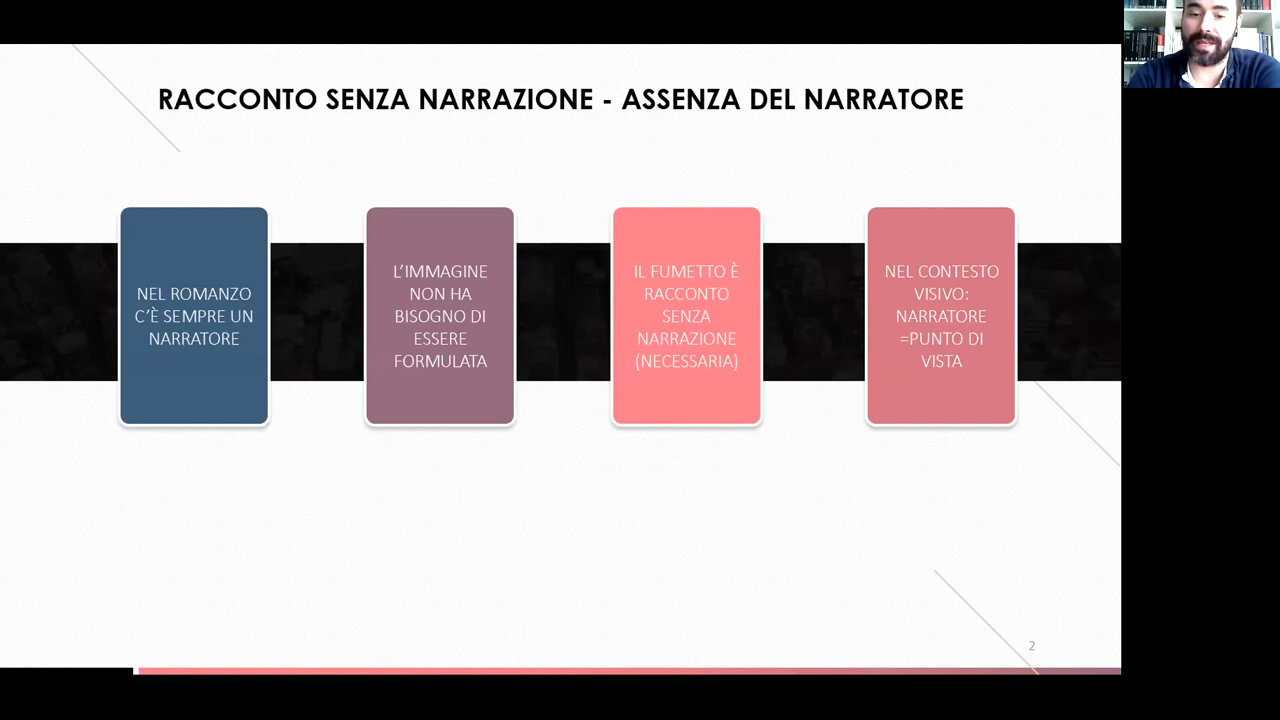 RACCONTO SENZA NARRAZIONE - ASSENZA DEL NARRATORE
NEL ROMANZO
C'È SEMPRE UN
NARRATORE
L'IMMAGINE
NON HA
BISOGNO DI
ESSERE
FORMULATA
IL FUMETTO È
RACCONTO
SENZA
NARRAZIONE
(NECESSARIA)
NEL CONTESTO
VISIVO:
NARRATORE
=PUNTO DI
VISTA
2